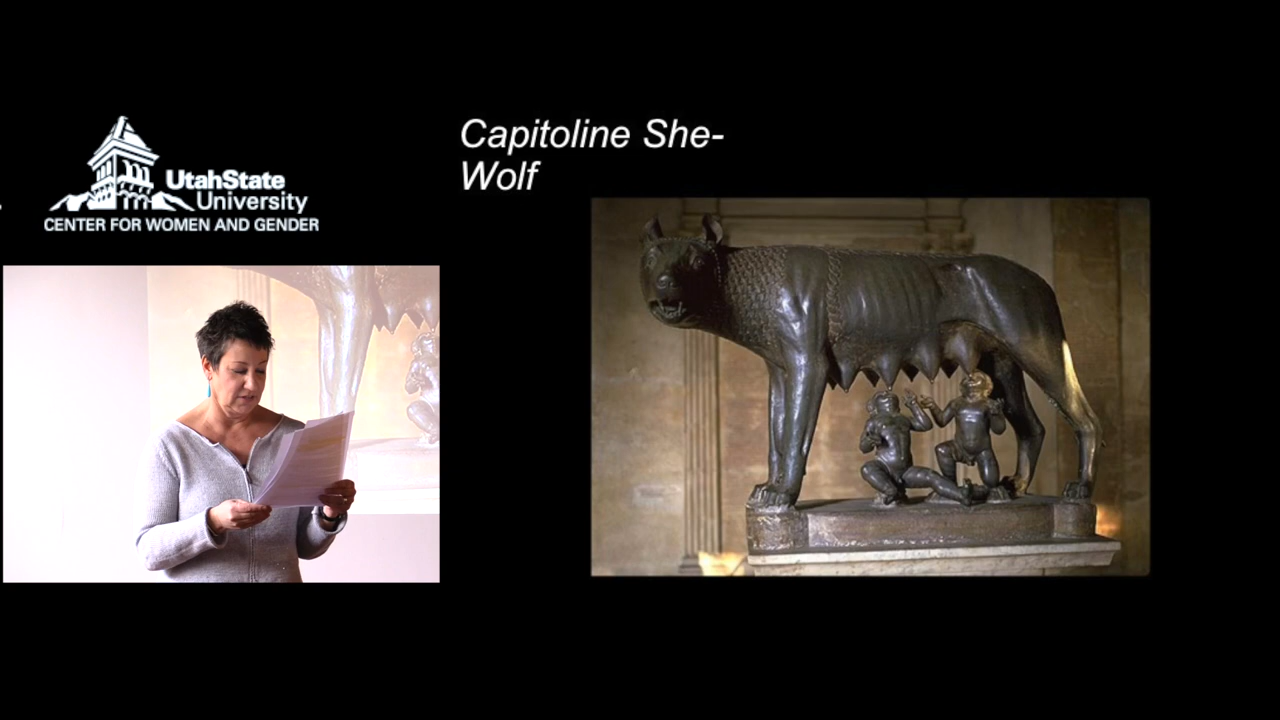 Capitoline She-
Wolf
UtahState
University
CENTER FOR WOMEN AND GENDER